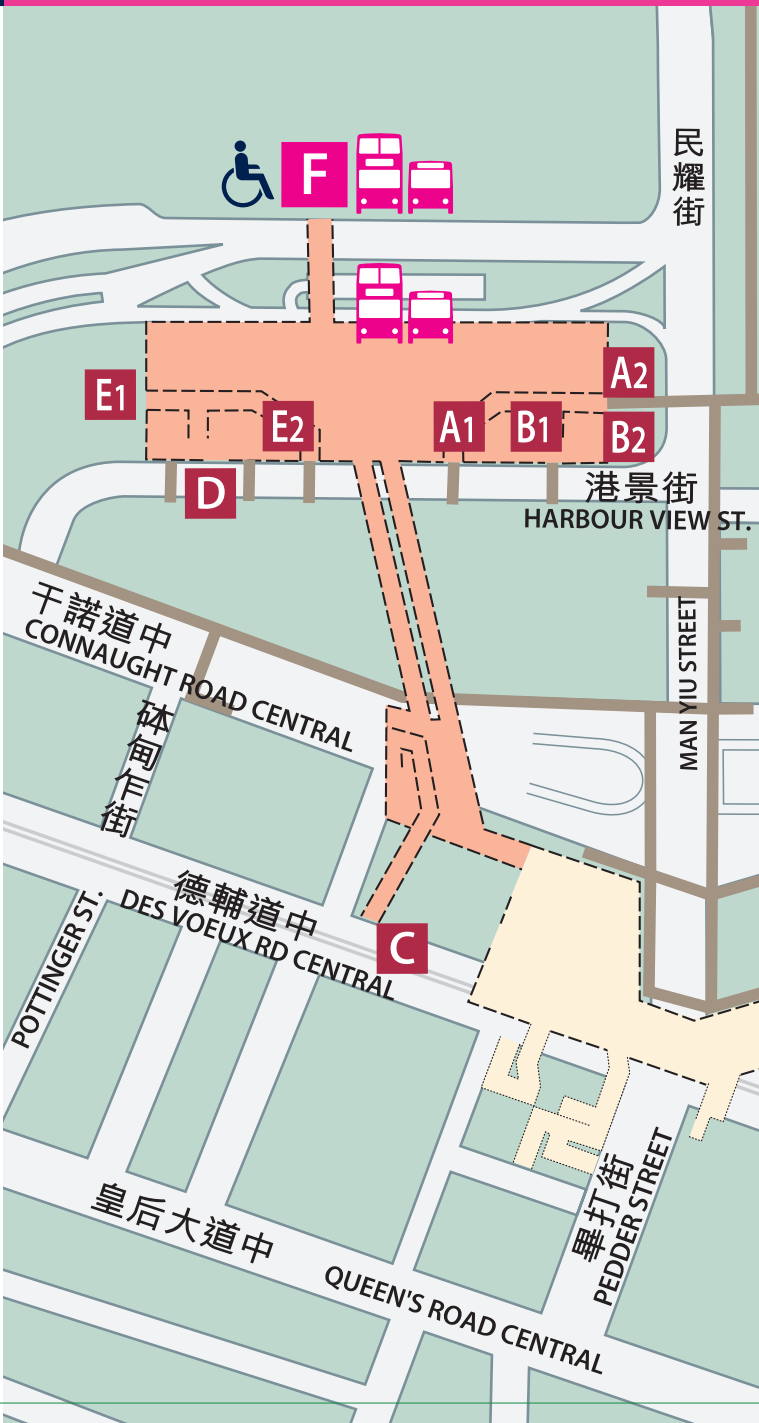 民耀街
F
A2
E1
E2
A1
B1
B2
D
港景街
HARBOUR VIEW ST.
干諾道中
CONNAUGHT ROAD CENTRAL
MAN YIU STREET
砵甸乍街
德輔道中
DES VOEUX RD CENTRAL
POTTINGER ST.
C
畢打街
PEDDER STREET
皇后大道中
QUEEN'S ROAD CENTRAL